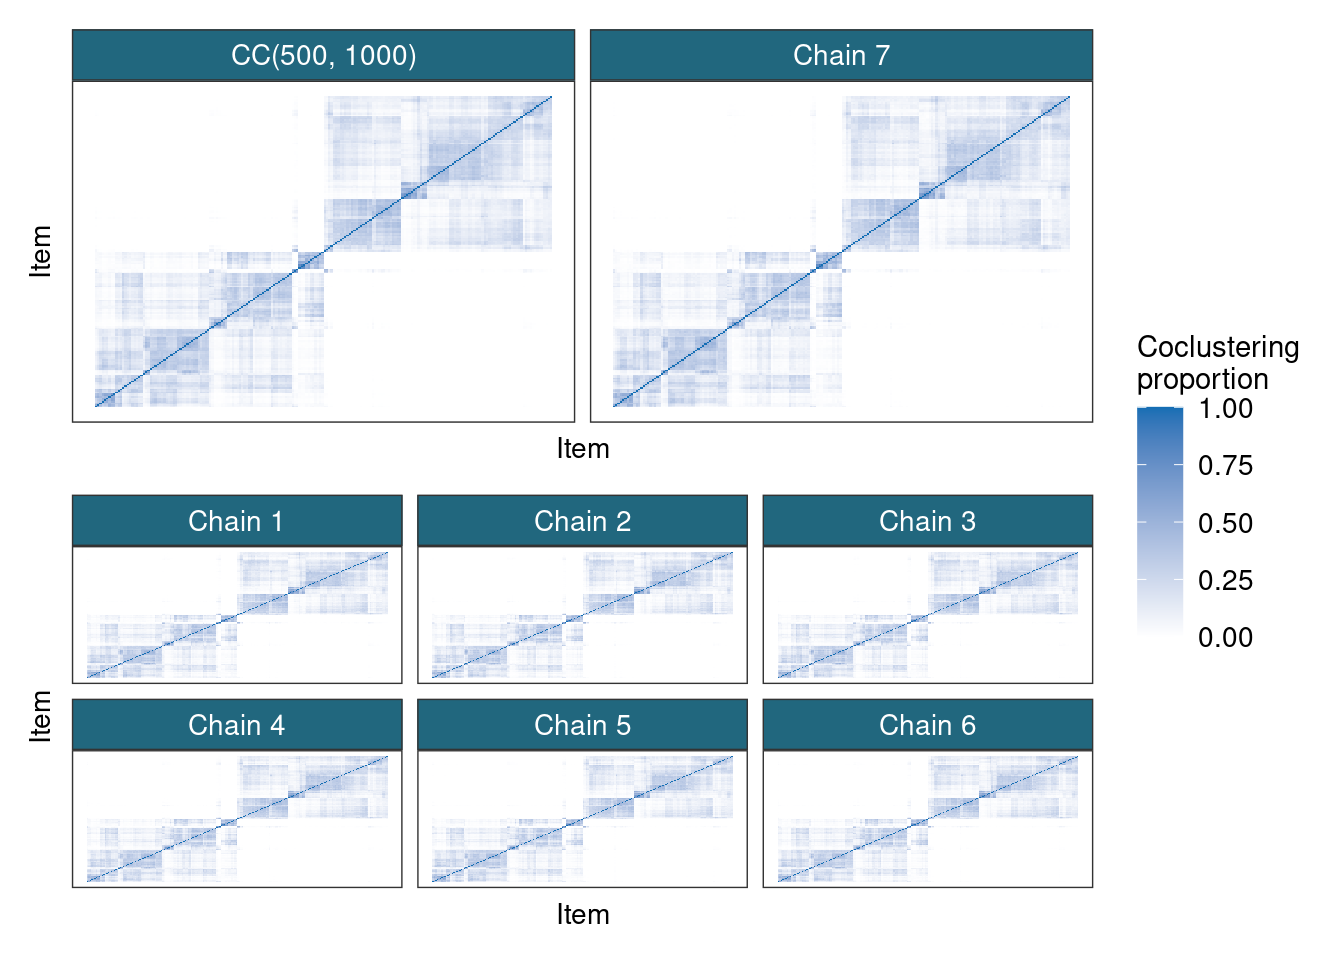 CC(500, 1000)
Chain 7
Item
Item
Coclustering
proportion
1.00
0.75
0.50
0.25
0.00
Chain 1
Chain 2
Chain 3
Chain 4
Chain 5
Chain 6
Item
Item